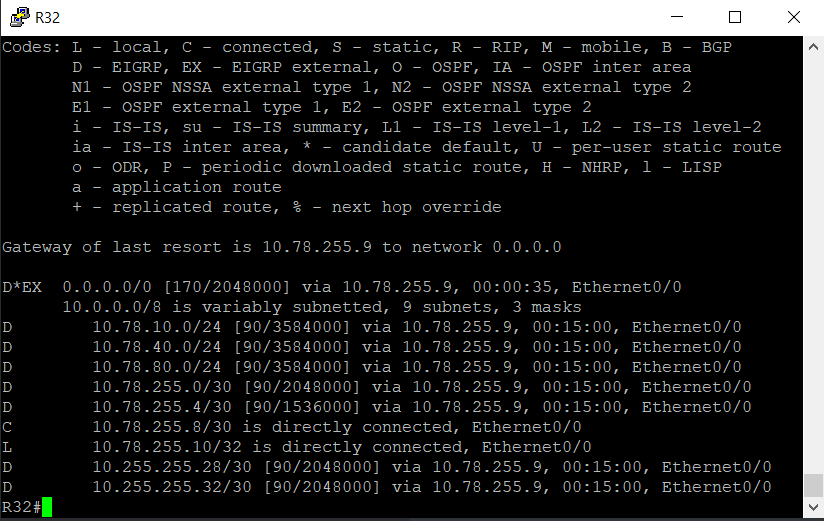 R32
Codes: L - local, C - connected, S - static, R - RIP, M - mobile, B - BGP
D - EIGRP, EX - EIGRP external, O - OSPF, IA - OSPF inter area
N1 - OSPF NSSA external type 1, N2 - OSPF NSSA external type 2
E1 - OSPF external type 1, E2 - OSPF external type 2
i - IS-IS, su - IS-IS summary, L1 - IS-IS level-1, L2 - IS-IS level-2
ia - IS-IS inter area, * - candidate default, U - per-user static route
o - ODR, P - periodic downloaded static route, H - NHRP, l - LISP
a - application route
+ - replicated route, % - next hop override
Gateway of last resort is 10.78.255.9 to network 0.0.0.0
D*EX  0.0.0.0/0 [170/2048000] via 10.78.255.9, 00:00:35, Ethernet0/0
10.0.0.0/8 is variably subnetted, 9 subnets, 3 masks
D        10.78.10.0/24 [90/3584000] via 10.78.255.9, 00:15:00, Ethernet0/0
D        10.78.40.0/24 [90/3584000] via 10.78.255.9, 00:15:00, Ethernet0/0
D        10.78.80.0/24 [90/3584000] via 10.78.255.9, 00:15:00, Ethernet0/0
D        10.78.255.0/30 [90/2048000] via 10.78.255.9, 00:15:00, Ethernet0/0
D        10.78.255.4/30 [90/1536000] via 10.78.255.9, 00:15:00, Ethernet0/0
C        10.78.255.8/30 is directly connected, Ethernet0/0
L        10.78.255.10/32 is directly connected, Ethernet0/0
D        10.255.255.28/30 [90/2048000] via 10.78.255.9, 00:15:00, Ethernet0/0
D        10.255.255.32/30 [90/2048000] via 10.78.255.9, 00:15:00, Ethernet0/0
R32#